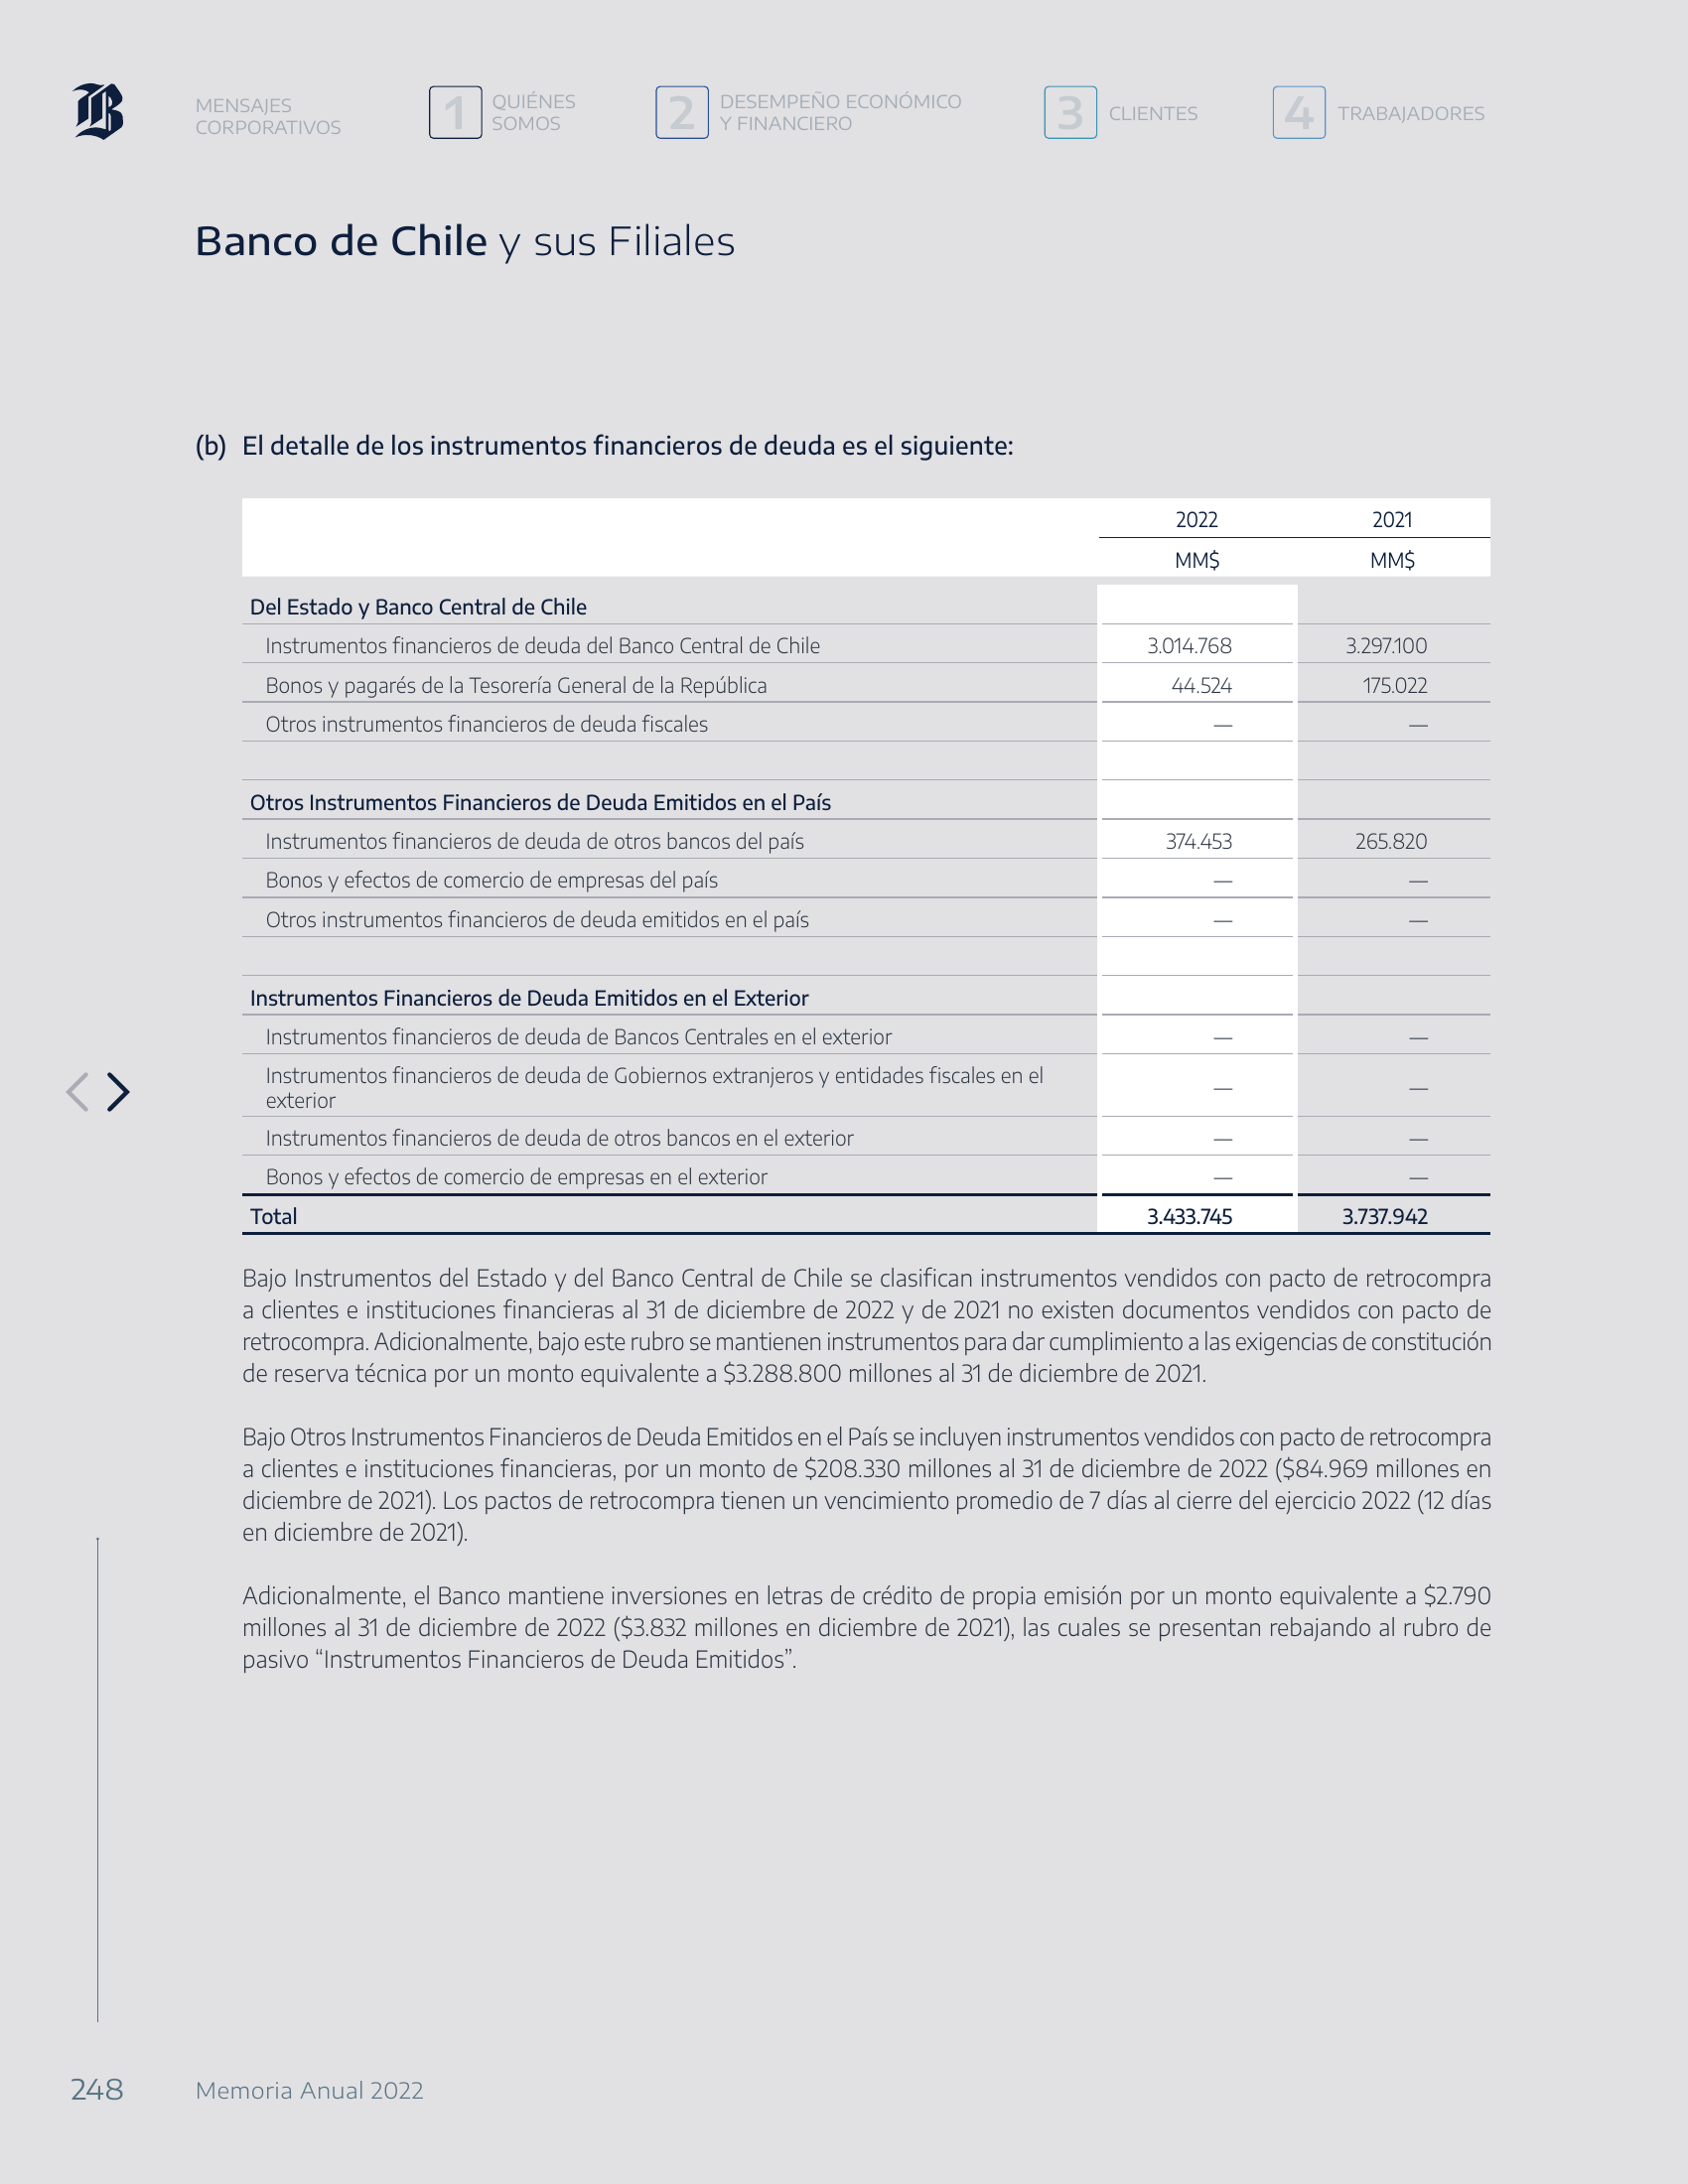 B
MENSAJES
CORPORATIVOS
1
QUIÉNES
SOMOS
2
DESEMPEÑO ECONÓMICO
Y FINANCIERO
3
CLIENTES
4
TRABAJADORES
Banco de Chile y sus Filiales
(b) El detalle de los instrumentos financieros de deuda es el siguiente:
2022 2021
MM$ MM$
Del Estado y Banco Central de Chile
Instrumentos financieros de deuda del Banco Central de Chile 3.014.768 3.297.100
Bonos y pagarés de la Tesorería General de la República 44.524 175.022
Otros instrumentos financieros de deuda fiscales — —
Otros Instrumentos Financieros de Deuda Emitidos en el País
Instrumentos financieros de deuda de otros bancos del país 374.453 265.820
Bonos y efectos de comercio de empresas del país — —
Otros instrumentos financieros de deuda emitidos en el país — —
Instrumentos Financieros de Deuda Emitidos en el Exterior
Instrumentos financieros de deuda de Bancos Centrales en el exterior — —
Instrumentos financieros de deuda de Gobiernos extranjeros y entidades fiscales en el
exterior — —
Instrumentos financieros de deuda de otros bancos en el exterior — —
Bonos y efectos de comercio de empresas en el exterior — —
Total 3.433.745 3.737.942
Bajo Instrumentos del Estado y del Banco Central de Chile se clasifican instrumentos vendidos con pacto de retrocompra
a clientes e instituciones financieras al 31 de diciembre de 2022 y de 2021 no existen documentos vendidos con pacto de
retrocompra. Adicionalmente, bajo este rubro se mantienen instrumentos para dar cumplimiento a las exigencias de constitución
de reserva técnica por un monto equivalente a $3.288.800 millones al 31 de diciembre de 2021.
Bajo Otros Instrumentos Financieros de Deuda Emitidos en el País se incluyen instrumentos vendidos con pacto de retrocompra
a clientes e instituciones financieras, por un monto de $208.330 millones al 31 de diciembre de 2022 ($84.969 millones en
diciembre de 2021). Los pactos de retrocompra tienen un vencimiento promedio de 7 días al cierre del ejercicio 2022 (12 días
en diciembre de 2021).
Adicionalmente, el Banco mantiene inversiones en letras de crédito de propia emisión por un monto equivalente a $2.790
millones al 31 de diciembre de 2022 ($3.832 millones en diciembre de 2021), las cuales se presentan rebajando al rubro de
pasivo “Instrumentos Financieros de Deuda Emitidos”.
248 Memoria Anual 2022